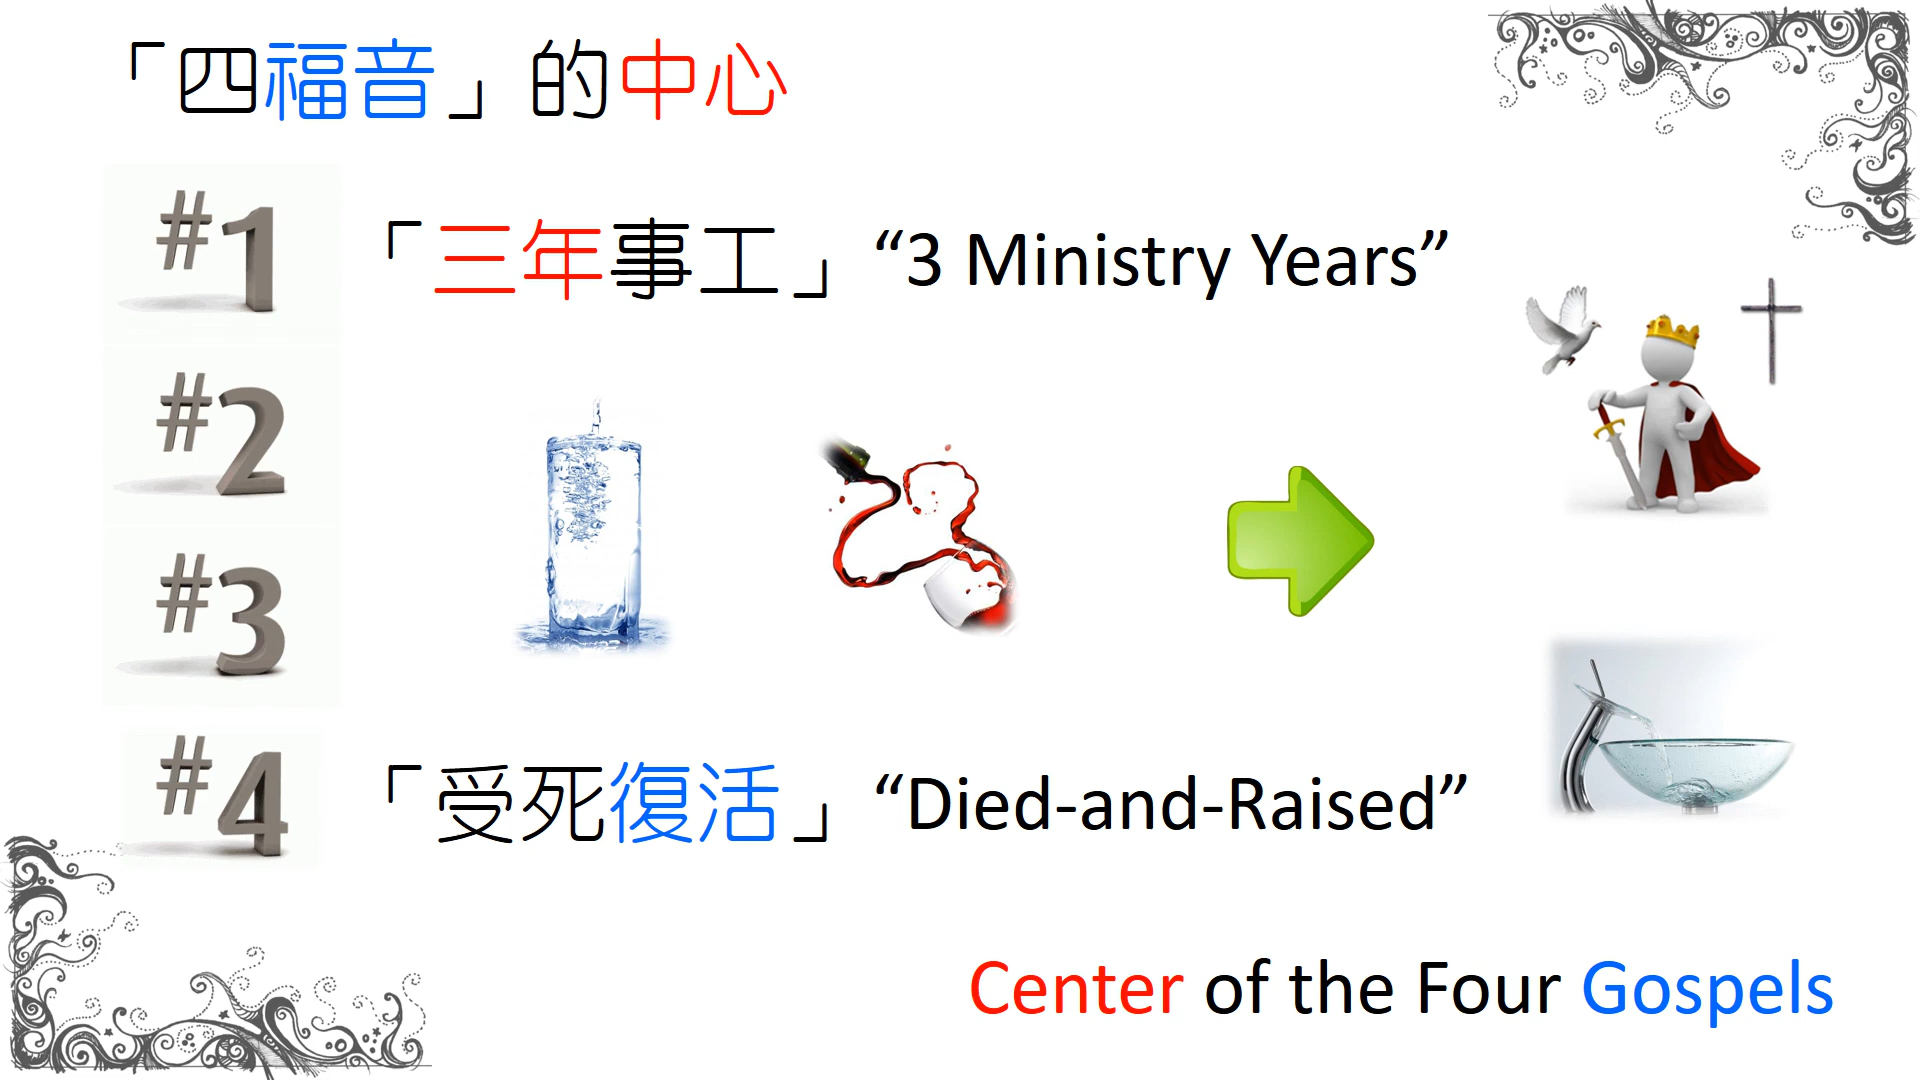 「四福音」的中心
#1
「三年事工」“3 Ministry Years”
#2
#3
#4
「受死復活」“Died-and-Raised”
Center of the Four Gospels